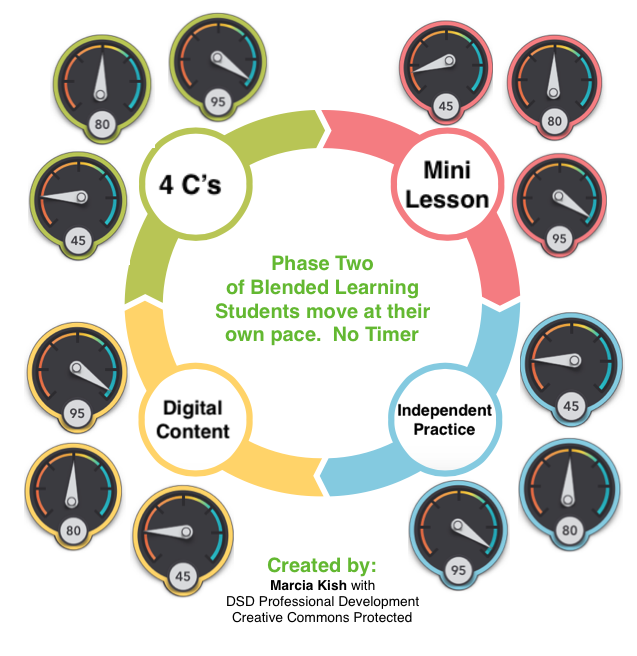 95
80
45
80
45
95
4 C's
Mini
Lesson
Phase Two
of Blended Learning
Students move at their
own pace.  No Timer
95
80
45
Digital
Content
Independent
Practice
45
80
95
Created by:
Marcia Kish with
DSD Professional Development
Creative Commons Protected